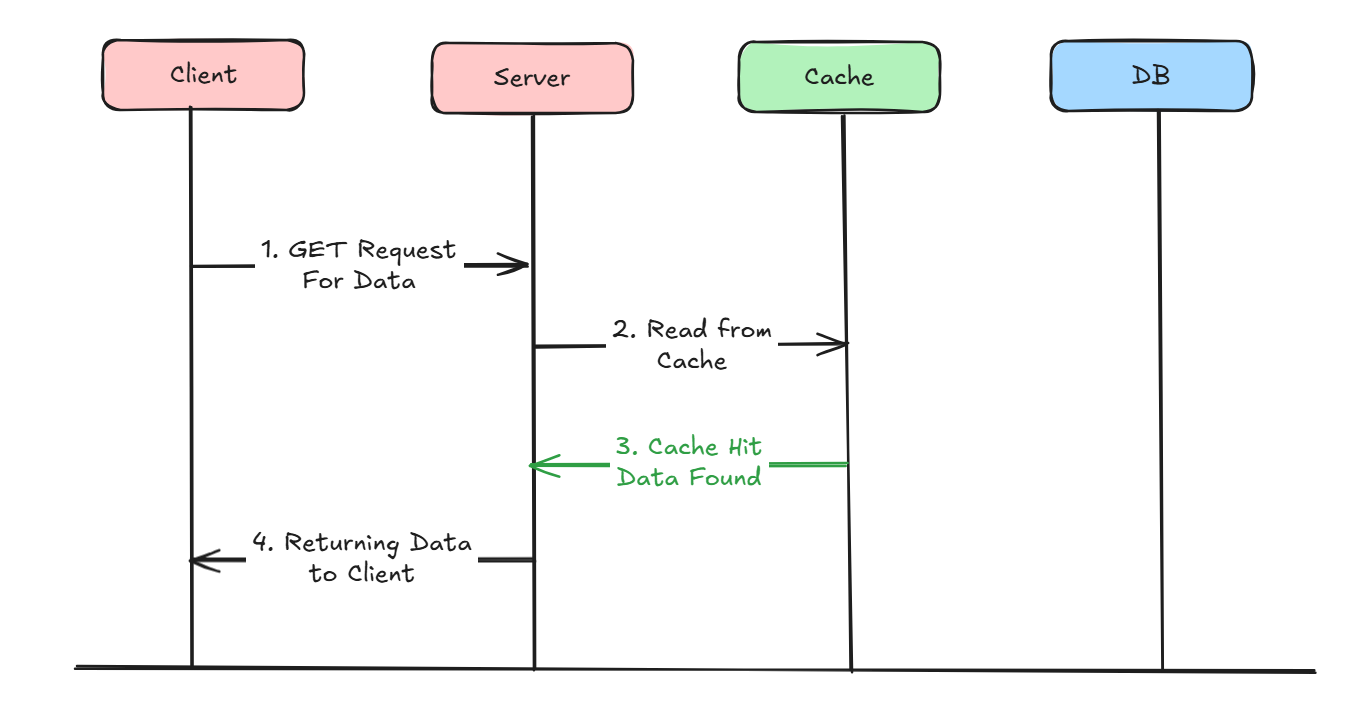 Client
Server
Cache
DB
1. GET Request
For Data
2. Read from
Cache
3. Cache Hit
Data Found
4. Returning Data
to Client